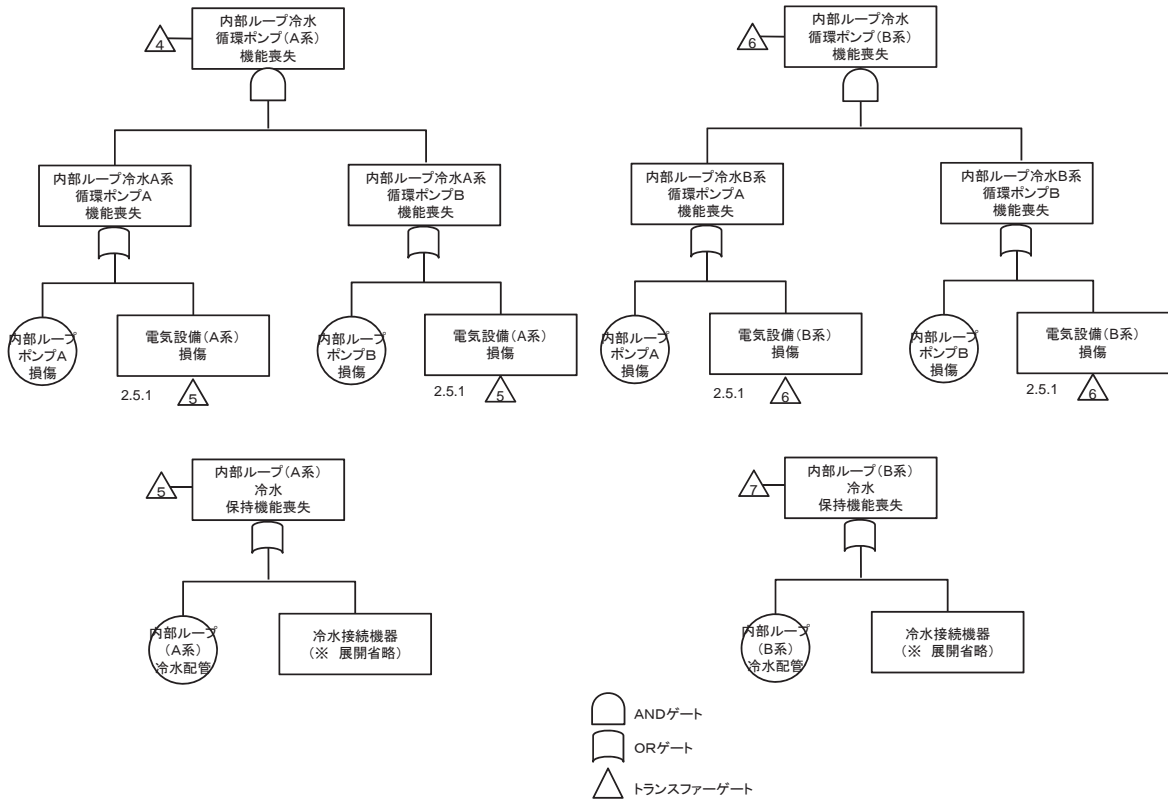 4
内部ループ冷水
循環ポンプ(A系)
機能喪失
内部ループ冷水A系
循環ポンプA
機能喪失
内部ループ冷水A系
循環ポンプB
機能喪失
内部ループ
ポンプA
損傷
電気設備(A系)
損傷
2.5.1
5
内部ループ
ポンプB
損傷
電気設備(A系)
損傷
2.5.1
5
6
内部ループ冷水
循環ポンプ(B系)
機能喪失
内部ループ冷水B系
循環ポンプA
機能喪失
内部ループ冷水B系
循環ポンプB
機能喪失
内部ループ
ポンプA
損傷
電気設備(B系)
損傷
2.5.1
6
内部ループ
ポンプB
損傷
電気設備(B系)
損傷
2.5.1
6
5
内部ループ(A系)
冷水
保持機能喪失
内部ループ
(A系)
冷水配管
冷水接続機器
(※ 展開省略)
7
内部ループ(B系)
冷水
保持機能喪失
内部ループ
(B系)
冷水配管
冷水接続機器
(※ 展開省略)
ANDゲート
ORゲート
トランスファーゲート